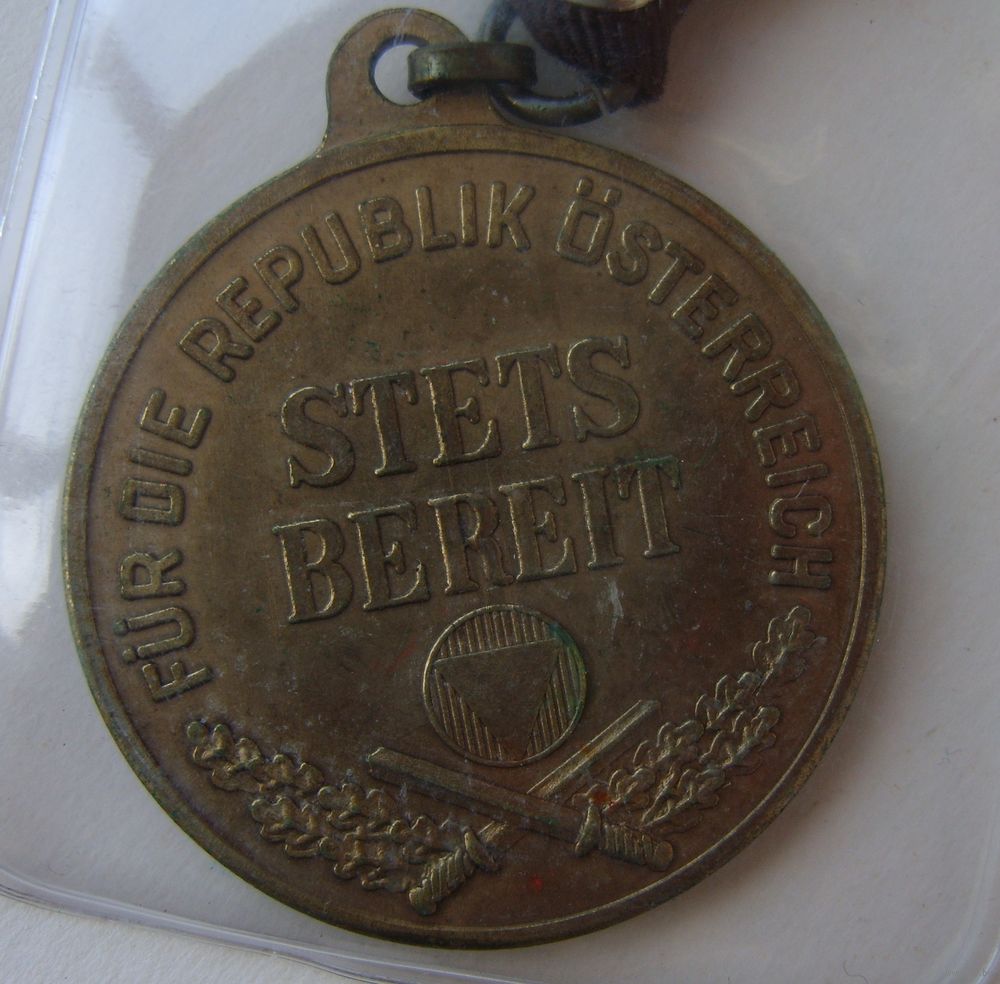 FÜR DIE REPUBLIK ÖSTERREICH
STETS
BEREIT